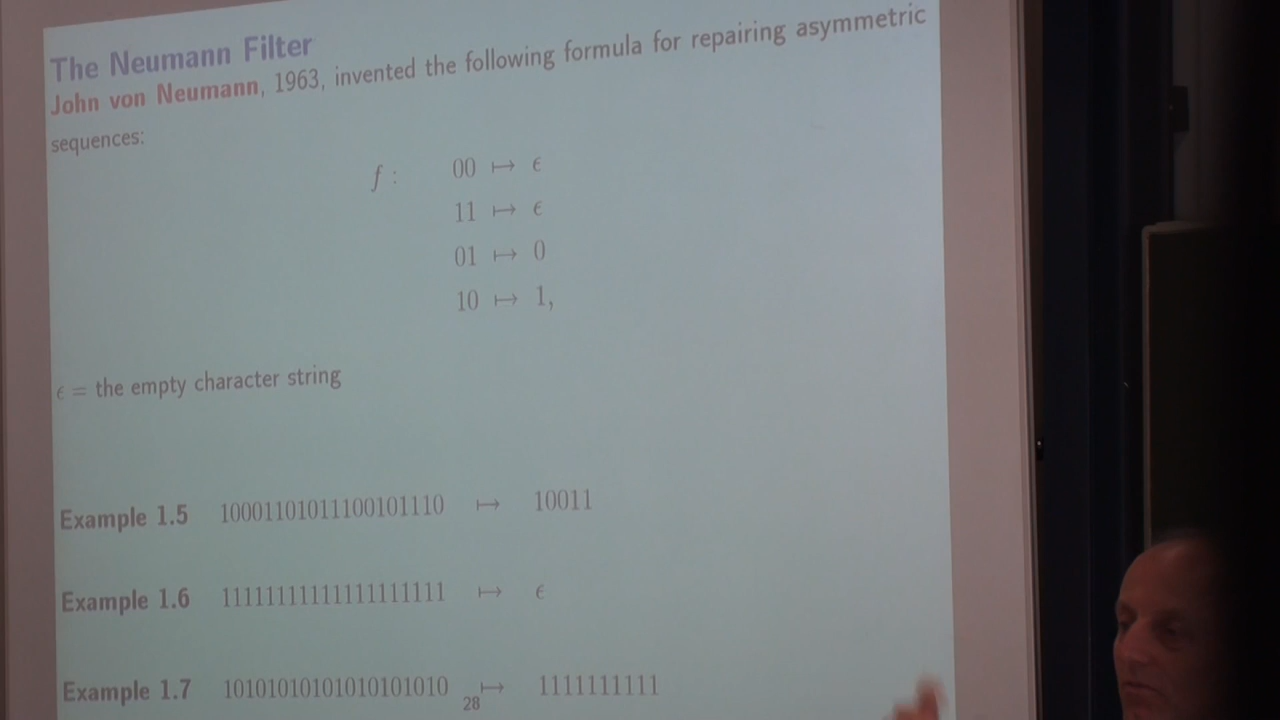 The Neumann Filter
John von Neumann, 1963, invented the following formula for repairing asymmetric
sequences:
f : 00 ↦ ϵ
11 ↦ ϵ
01 ↦ 0
10 ↦ 1,
ϵ = the empty character string
Example 1.5 10001101011100101110 ↦ 10011
Example 1.6 11111111111111111111 ↦ ϵ
Example 1.7 10101010101010101010 ↦ 1111111111
28